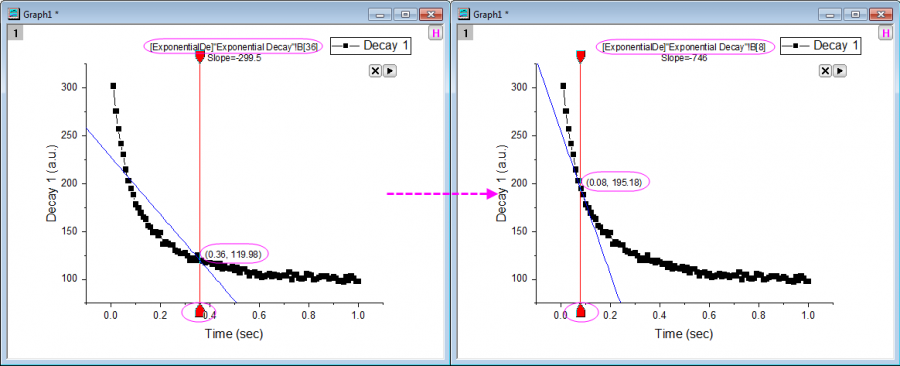 Graph1 *
1
H
[ExponentialDe]"Exponential Decay"!B[36]
Slope=-299.5
Decay 1
300
250
200
150
100
Decay 1 (a.u.)
(0.36, 119.98)
0.0
0.2
0.4
0.6
0.8
1.0
Time (sec)
Graph1 *
1
H
[ExponentialDe]"Exponential Decay"!B[8]
Slope=-746
Decay 1
300
250
200
150
100
Decay 1 (a.u.)
(0.08, 195.18)
0.0
0.2
0.4
0.6
0.8
1.0
Time (sec)